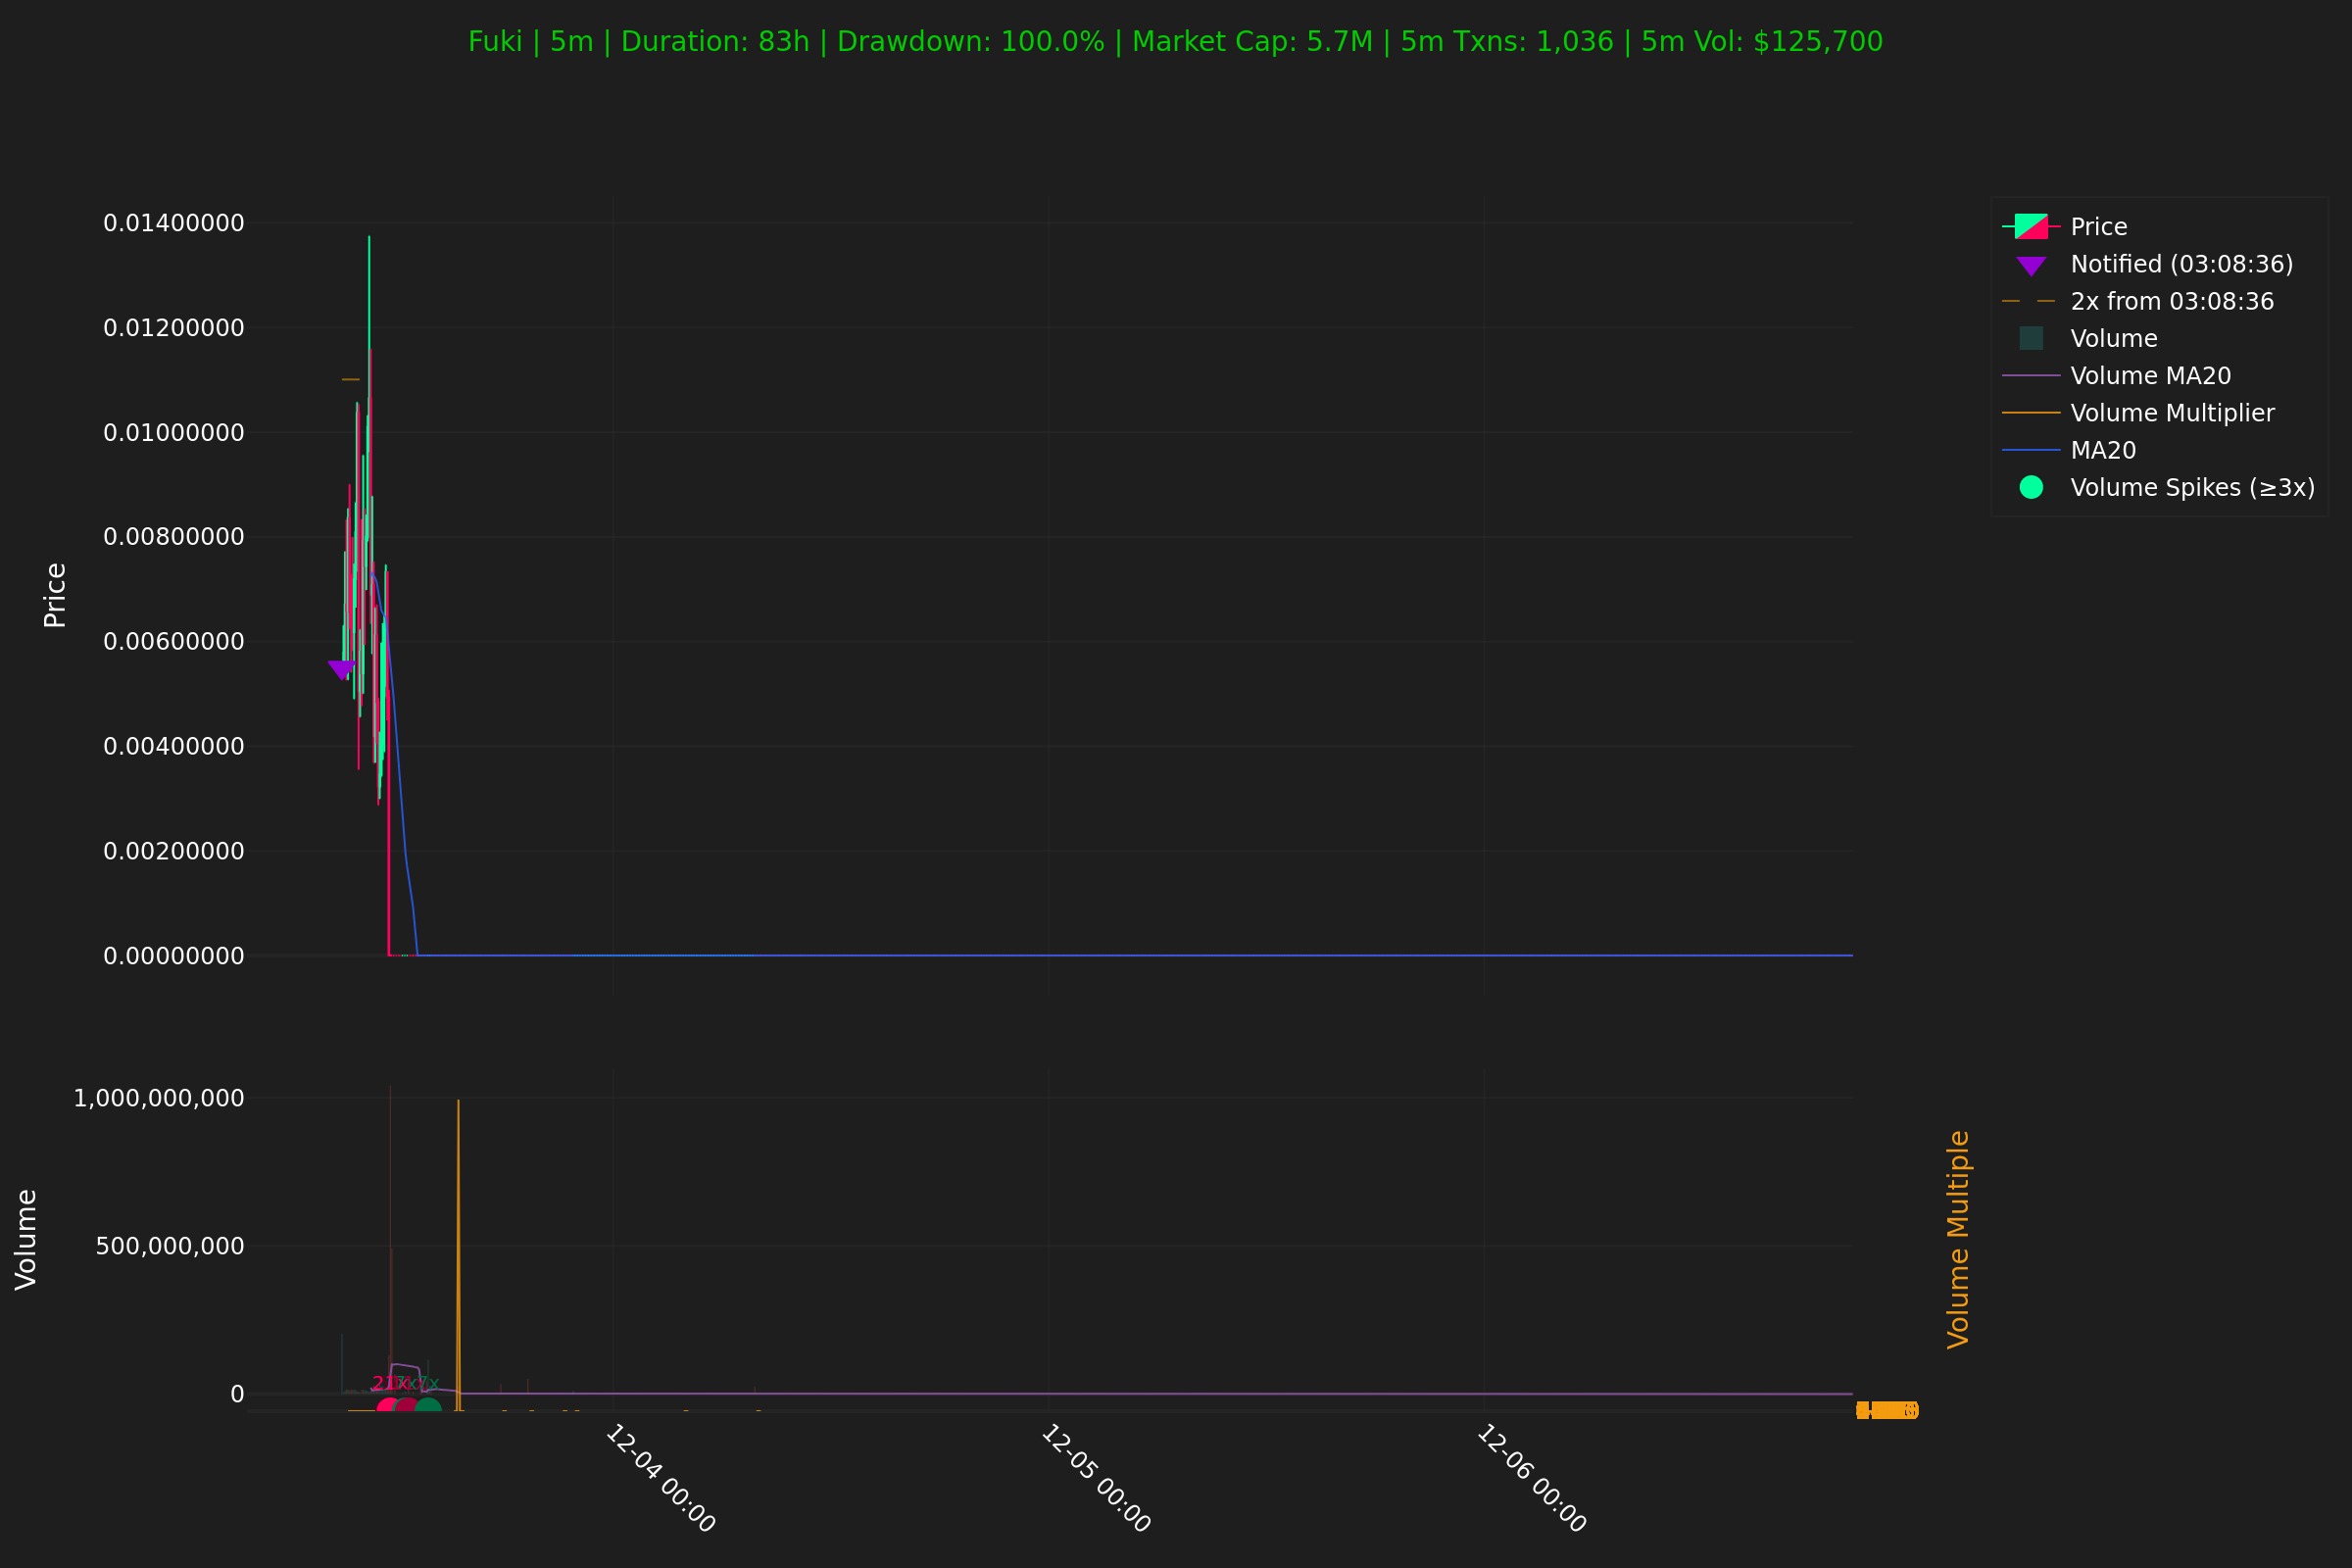 Fuki | 5m | Duration: 83h | Drawdown: 100.0% | Market Cap: 5.7M | 5m Txns: 1,036 | 5m Vol: $125,700
0.01400000
0.01200000
0.01000000
0.00800000
0.00600000
0.00400000
0.00200000
0.00000000
Price
Price
Notified (03:08:36)
2x from 03:08:36
Volume
Volume MA20
Volume Multiplier
MA20
Volume Spikes (≥3x)
1,000,000,000
500,000,000
0
Volume
Volume Multiple
7x
12-04 00:00
12-05 00:00
12-06 00:00